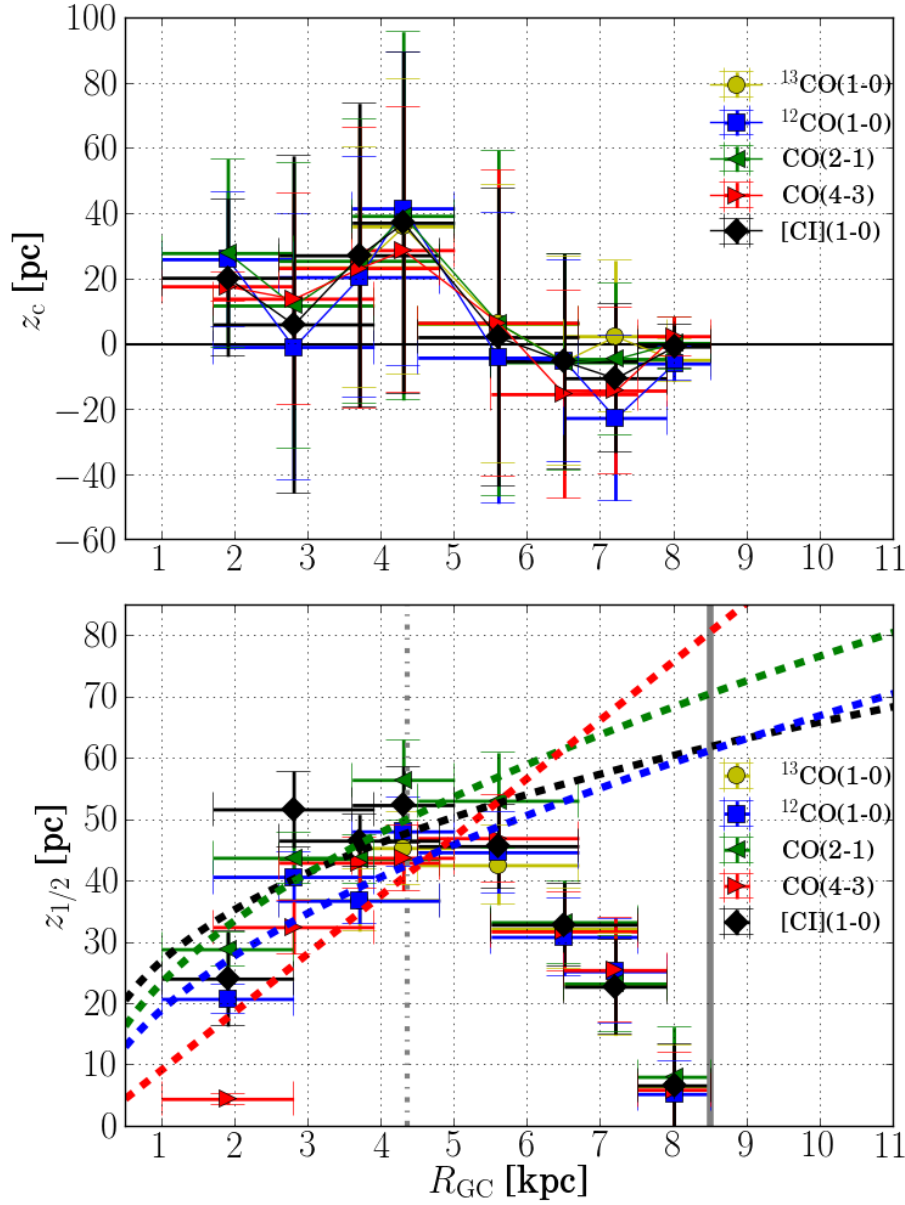 100
80
60
40
20
0
−20
−40
−60
z_c [pc]
1 2 3 4 5 6 7 8 9 10 11
¹³CO(1-0)
¹²CO(1-0)
CO(2-1)
CO(4-3)
[CI](1-0)
80
70
60
50
40
30
20
10
0
z_{1/2} [pc]
¹³CO(1-0)
¹²CO(1-0)
CO(2-1)
CO(4-3)
[CI](1-0)
1 2 3 4 5 6 7 8 9 10 11
R_GC [kpc]